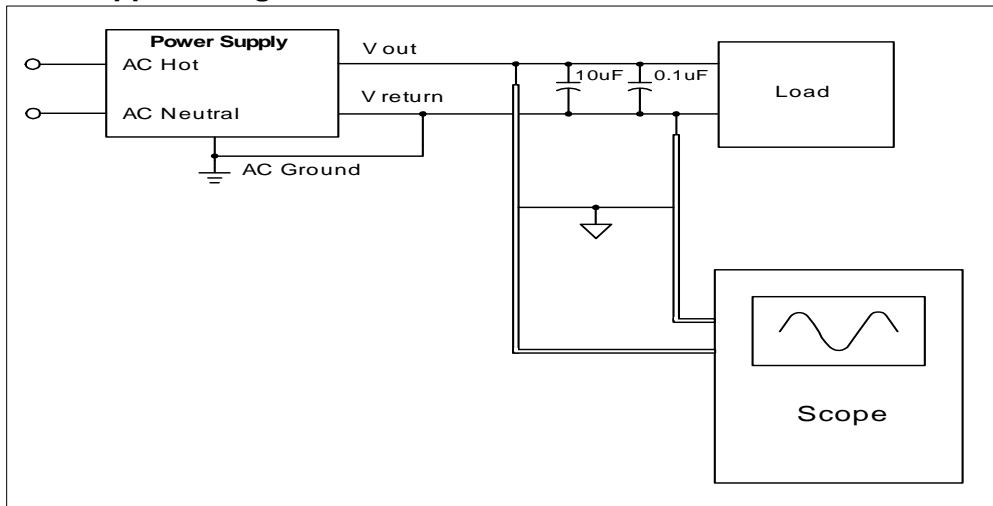 Power Supply
AC Hot
AC Neutral
V out
V return
AC Ground
10uF
0.1uF
Load
Scope